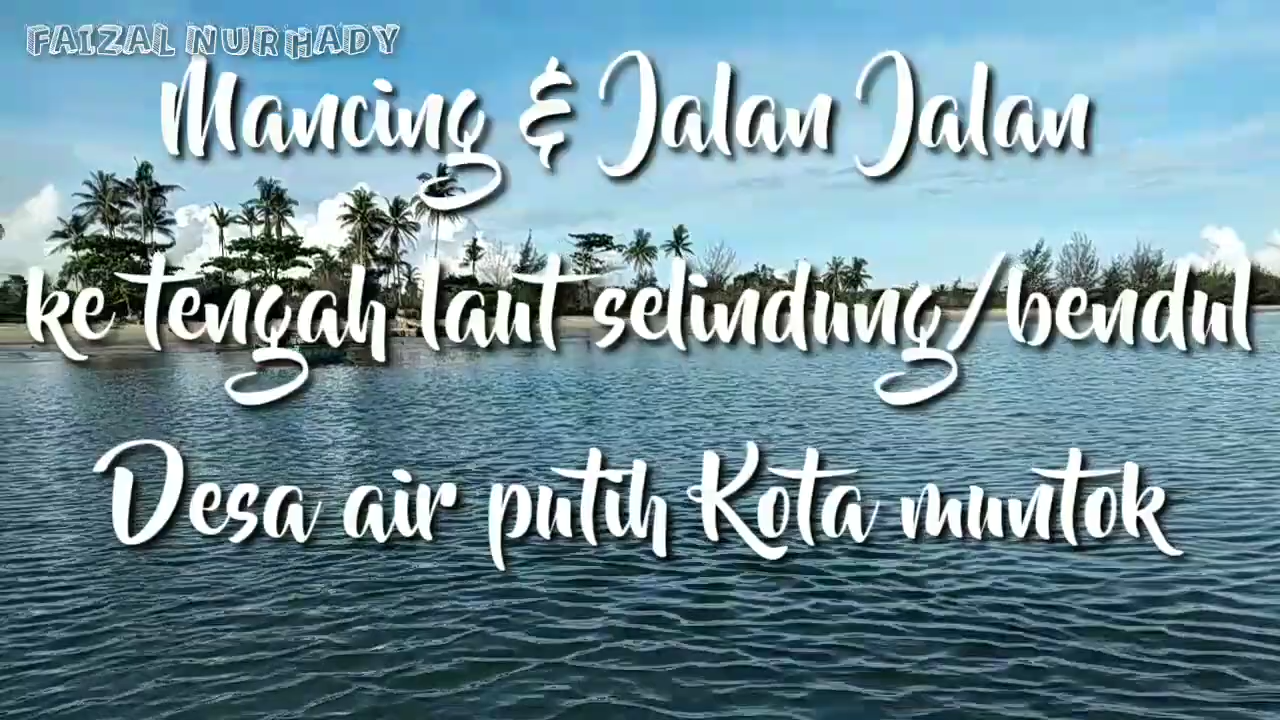 FAIZAL NURHADY
Mancing & Jalan Jalan
ke tengah laut selindung/bendul
Desa air putih Kota muntok